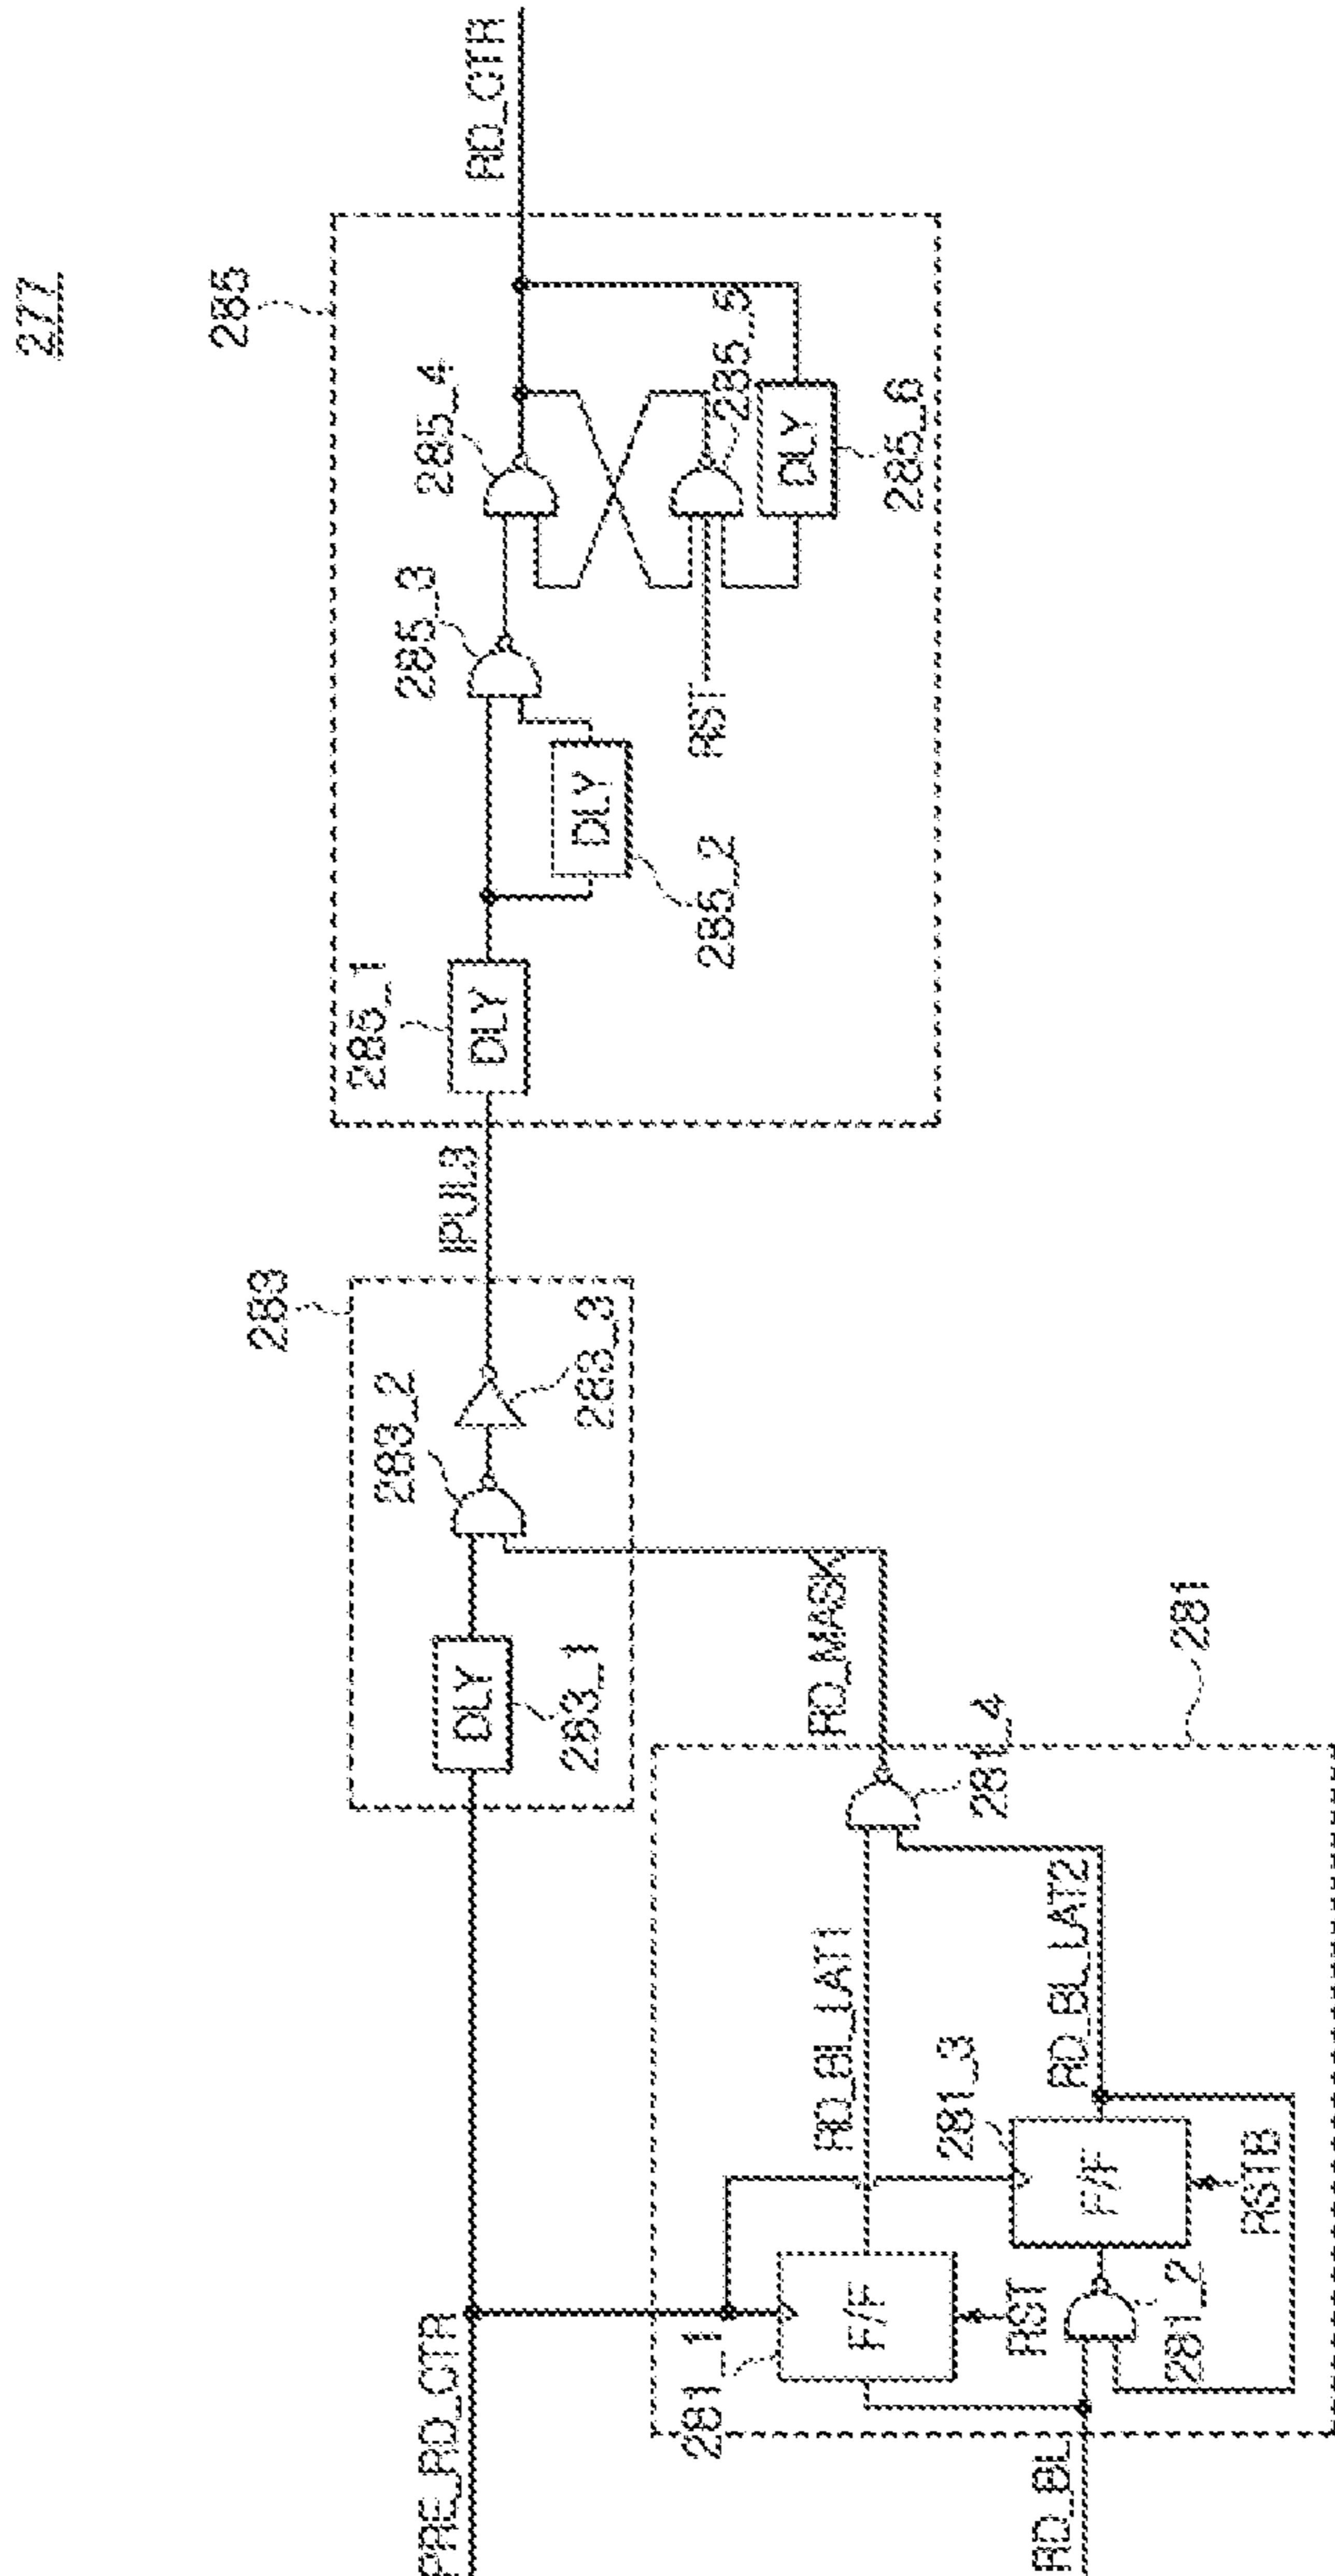 277
PRE_RD_CTR
283
DLY
283_1
283_2
283_3
IPULB
285
285_1
DLY
DLY
285_2
285_3
285_4
RST
285_5
DLY
285_6
RD_CTR
RD_BL
281_1
F/F
RST
281_2
281_3
F/F
RSTB
RD_BL_LAT1
RD_BL_LAT2
281_4
RD_MASK
281